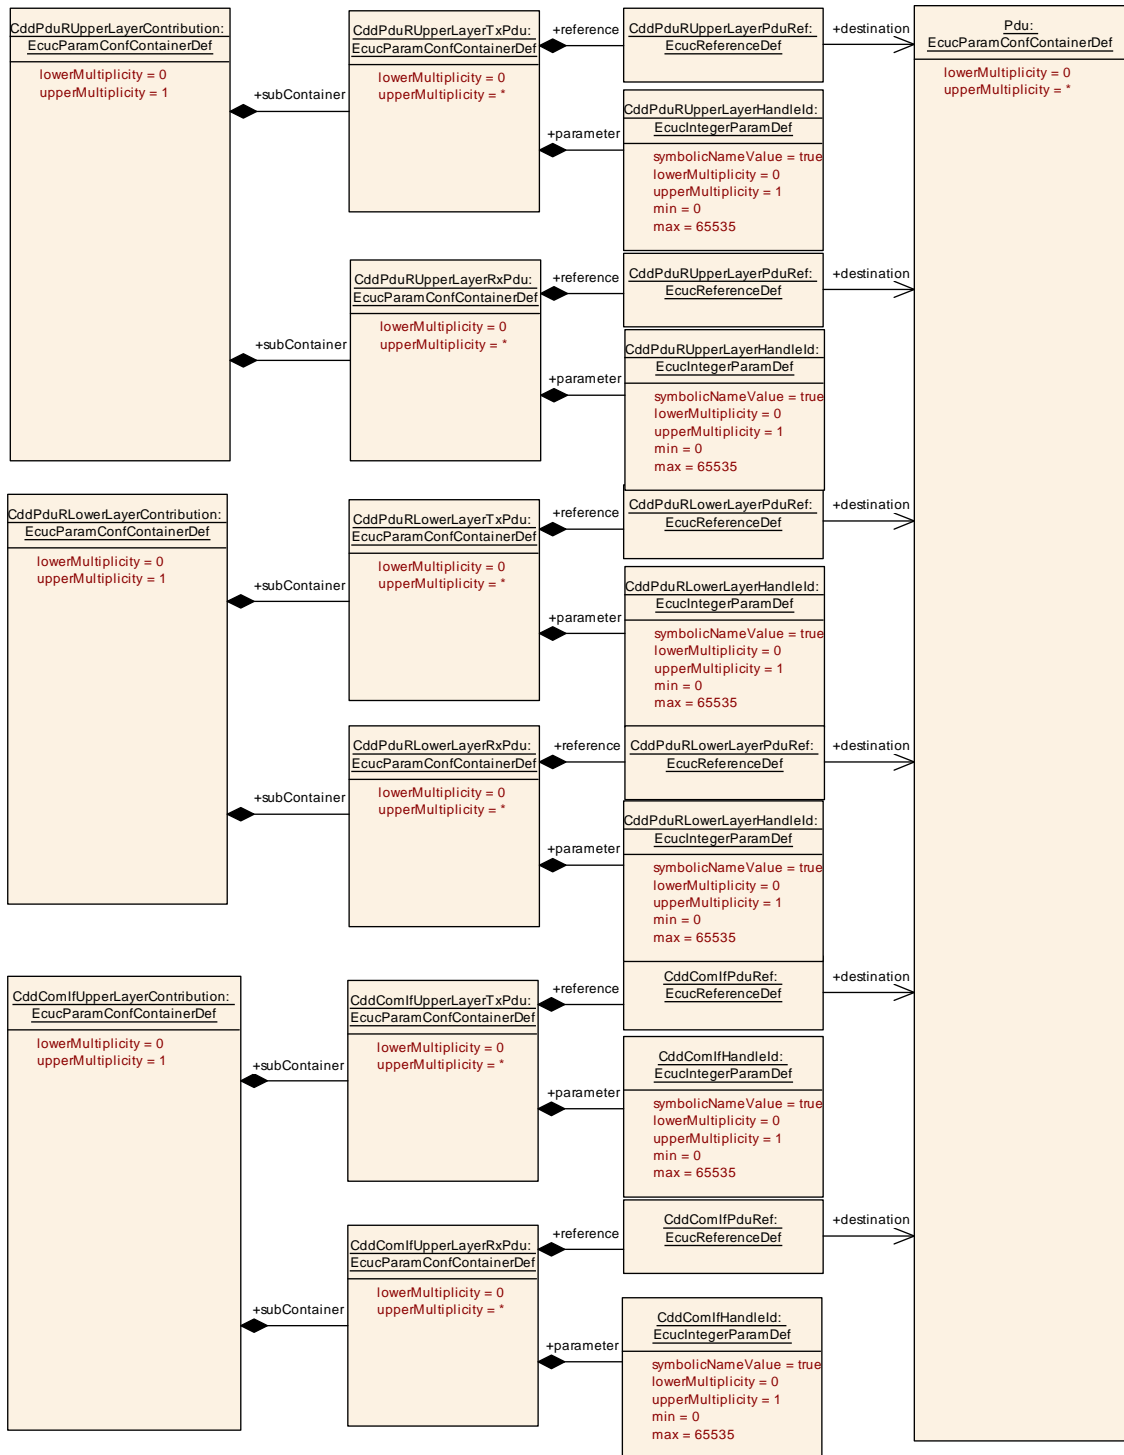 CddPduRUpperLayerContribution:
EcucParamConfContainerDef
lowerMultiplicity = 0
upperMultiplicity = 1
+subContainer
CddPduRUpperLayerTxPdu:
EcucParamConfContainerDef
lowerMultiplicity = 0
upperMultiplicity = *
+reference
CddPduRUpperLayerPduRef:
EcucReferenceDef
+destination
Pdu:
EcucParamConfContainerDef
lowerMultiplicity = 0
upperMultiplicity = *
+parameter
CddPduRUpperLayerHandleId:
EcucIntegerParamDef
symbolicNameValue = true
lowerMultiplicity = 0
upperMultiplicity = 1
min = 0
max = 65535
+subContainer
CddPduRUpperLayerRxPdu:
EcucParamConfContainerDef
lowerMultiplicity = 0
upperMultiplicity = *
+reference
CddPduRUpperLayerPduRef:
EcucReferenceDef
+destination
+parameter
CddPduRUpperLayerHandleId:
EcucIntegerParamDef
symbolicNameValue = true
lowerMultiplicity = 0
upperMultiplicity = 1
min = 0
max = 65535
CddPduRLowerLayerContribution:
EcucParamConfContainerDef
lowerMultiplicity = 0
upperMultiplicity = 1
+subContainer
CddPduRLowerLayerTxPdu:
EcucParamConfContainerDef
lowerMultiplicity = 0
upperMultiplicity = *
+reference
CddPduRLowerLayerPduRef:
EcucReferenceDef
+destination
+parameter
CddPduRLowerLayerHandleId:
EcucIntegerParamDef
symbolicNameValue = true
lowerMultiplicity = 0
upperMultiplicity = 1
min = 0
max = 65535
+subContainer
CddPduRLowerLayerRxPdu:
EcucParamConfContainerDef
lowerMultiplicity = 0
upperMultiplicity = *
+reference
CddPduRLowerLayerPduRef:
EcucReferenceDef
+destination
+parameter
CddPduRLowerLayerHandleId:
EcucIntegerParamDef
symbolicNameValue = true
lowerMultiplicity = 0
upperMultiplicity = 1
min = 0
max = 65535
CddComIfUpperLayerContribution:
EcucParamConfContainerDef
lowerMultiplicity = 0
upperMultiplicity = 1
+subContainer
CddComIfUpperLayerTxPdu:
EcucParamConfContainerDef
lowerMultiplicity = 0
upperMultiplicity = *
+reference
CddComIfPduRef:
EcucReferenceDef
+destination
+parameter
CddComIfHandleId:
EcucIntegerParamDef
symbolicNameValue = true
lowerMultiplicity = 0
upperMultiplicity = 1
min = 0
max = 65535
+subContainer
CddComIfUpperLayerRxPdu:
EcucParamConfContainerDef
lowerMultiplicity = 0
upperMultiplicity = *
+reference
CddComIfPduRef:
EcucReferenceDef
+destination
+parameter
CddComIfHandleId:
EcucIntegerParamDef
symbolicNameValue = true
lowerMultiplicity = 0
upperMultiplicity = 1
min = 0
max = 65535